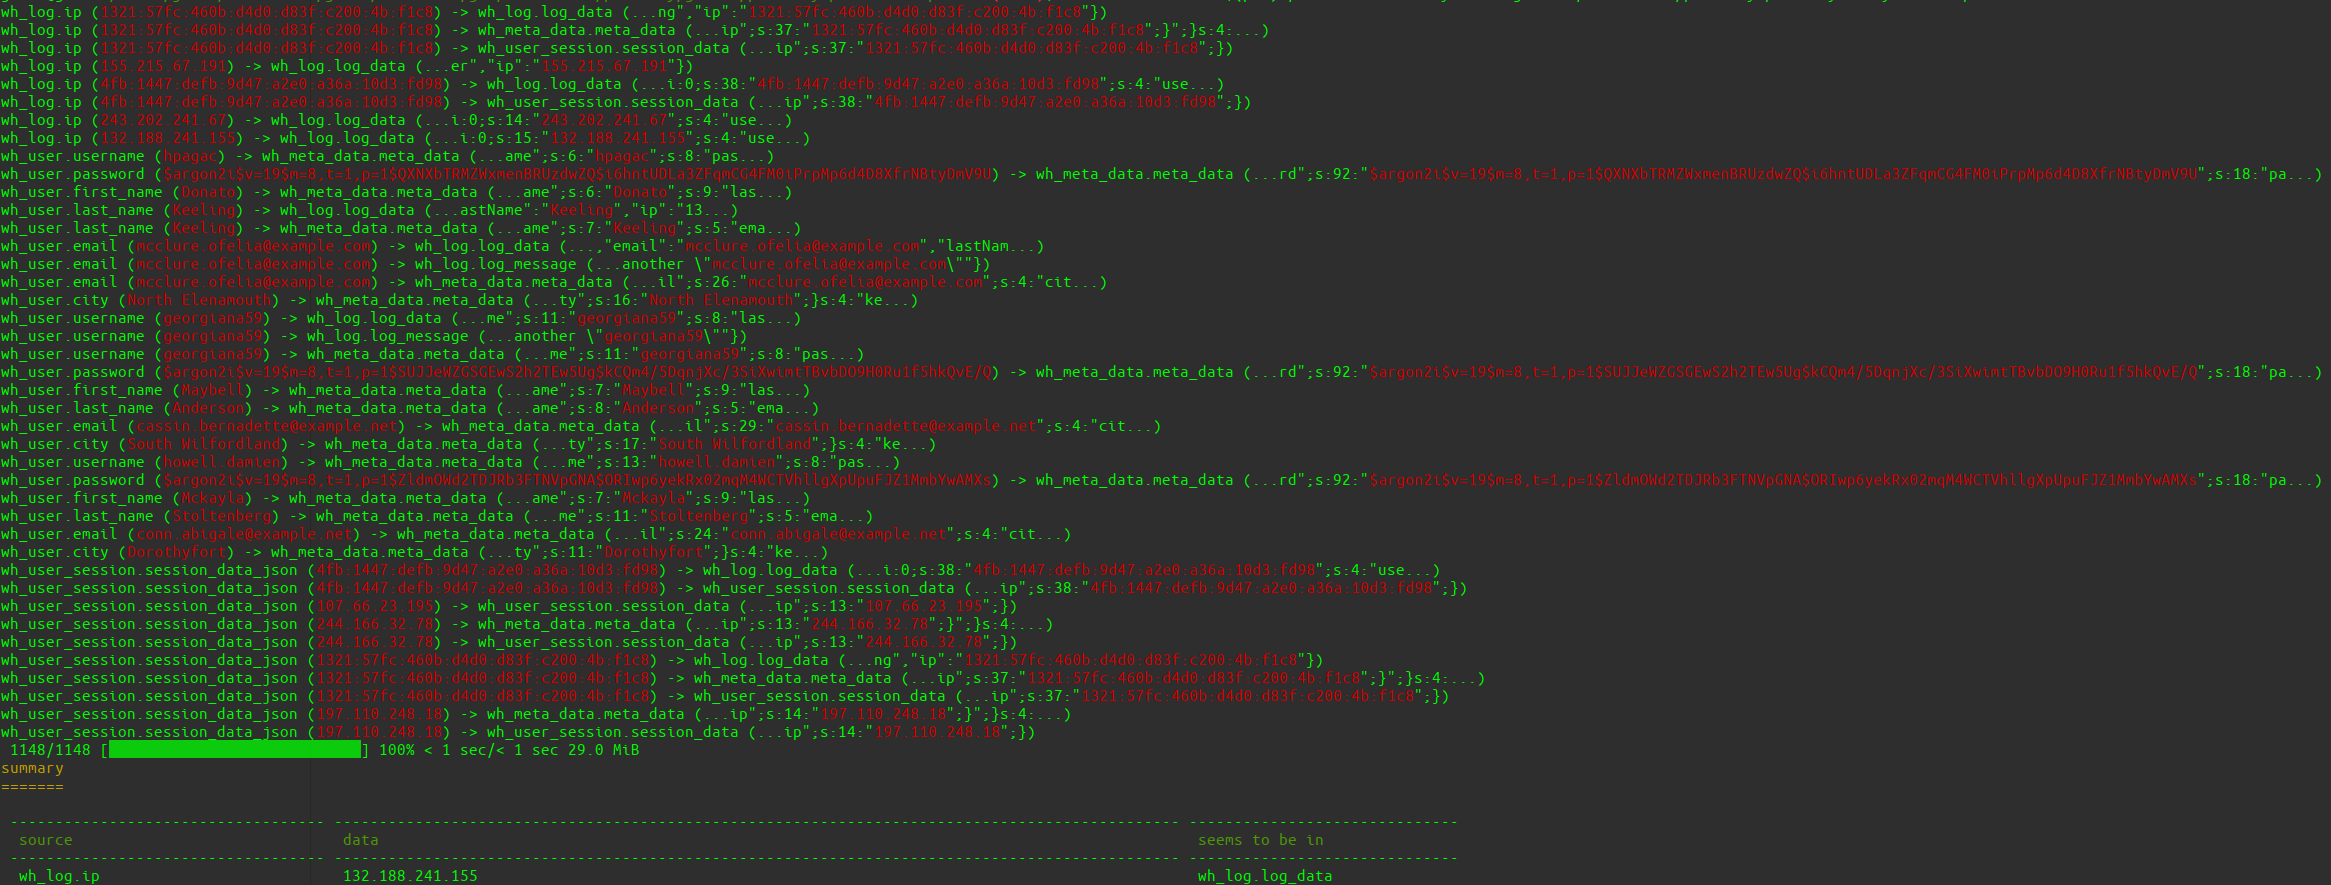 wh_log.ip (1321:57fc:460b:d4d0:d83f:c200:4b:f1c8) -> wh_log.log_data (...ng","ip":"1321:57fc:460b:d4d0:d83f:c200:4b:f1c8"})
wh_log.ip (1321:57fc:460b:d4d0:d83f:c200:4b:f1c8) -> wh_meta_data.meta_data (...ip";s:37:"1321:57fc:460b:d4d0:d83f:c200:4b:f1c8";}";}s:4:...)
wh_log.ip (1321:57fc:460b:d4d0:d83f:c200:4b:f1c8) -> wh_user_session.session_data (...ip";s:37:"1321:57fc:460b:d4d0:d83f:c200:4b:f1c8";})
wh_log.ip (155.215.67.191) -> wh_log.log_data (...er","ip":"155.215.67.191"})
wh_log.ip (4fb:1447:defb:9d47:a2e0:a36a:10d3:fd98) -> wh_log.log_data (...i:0;s:38:"4fb:1447:defb:9d47:a2e0:a36a:10d3:fd98";s:4:"use...)
wh_log.ip (4fb:1447:defb:9d47:a2e0:a36a:10d3:fd98) -> wh_user_session.session_data (...ip";s:38:"4fb:1447:defb:9d47:a2e0:a36a:10d3:fd98";})
wh_log.ip (243.202.241.67) -> wh_log.log_data (...i:0;s:14:"243.202.241.67";s:4:"use...)
wh_log.ip (132.188.241.155) -> wh_log.log_data (...i:0;s:15:"132.188.241.155";s:4:"use...)
wh_user.username (hpagac) -> wh_meta_data.meta_data (...ame";s:6:"hpagac";s:8:"pas...)
wh_user.password ($argon2i$v=19$m=8,t=1,p=1$QXNXbTRMZWxmenBRUzdwZQ$i6hntUDLa3ZFqmCG4FM0iPrpMp6d4D8XfrNBtyDmV9U) -> wh_meta_data.meta_data (...rd";s:92:"$argon2i$v=19$m=8,t=1,p=1$QXNXbTRMZWxmenBRUzdwZQ$i6hntUDLa3ZFqmCG4FM0iPrpMp6d4D8XfrNBtyDmV9U";s:18:"pa...)
wh_user.first_name (Donato) -> wh_meta_data.meta_data (...ame";s:6:"Donato";s:9:"las...)
wh_user.last_name (Keeling) -> wh_log.log_data (...astName":"Keeling","ip":"13...)
wh_user.last_name (Keeling) -> wh_meta_data.meta_data (...ame";s:7:"Keeling";s:5:"ema...)
wh_user.email (mcclure.ofelia@example.com) -> wh_log.log_data (...,"email":"mcclure.ofelia@example.com","lastNam...)
wh_user.email (mcclure.ofelia@example.com) -> wh_log.log_message (...another \"mcclure.ofelia@example.com\""})
wh_user.email (mcclure.ofelia@example.com) -> wh_meta_data.meta_data (...il";s:26:"mcclure.ofelia@example.com";s:4:"cit...)
wh_user.city (North Elenamouth) -> wh_meta_data.meta_data (...ty";s:16:"North Elenamouth";}s:4:"ke...)
wh_user.username (georgiana59) -> wh_log.log_data (...me";s:11:"georgiana59";s:8:"las...)
wh_user.username (georgiana59) -> wh_log.log_message (...another \"georgiana59\""})
wh_user.username (georgiana59) -> wh_meta_data.meta_data (...me";s:11:"georgiana59";s:8:"pas...)
wh_user.password ($argon2i$v=19$m=8,t=1,p=1$SUJJeWZGSGEwS2h2TEw5Ug$kCQm4/5DqnjXc/3SiXwimtTBvbDO9H0Ru1f5hkQvE/Q) -> wh_meta_data.meta_data (...rd";s:92:"$argon2i$v=19$m=8,t=1,p=1$SUJJeWZGSGEwS2h2TEw5Ug$kCQm4/5DqnjXc/3SiXwimtTBvbDO9H0Ru1f5hkQvE/Q";s:18:"pa...)
wh_user.first_name (Maybell) -> wh_meta_data.meta_data (...ame";s:7:"Maybell";s:9:"las...)
wh_user.last_name (Anderson) -> wh_meta_data.meta_data (...ame";s:8:"Anderson";s:5:"ema...)
wh_user.email (cassin.bernadette@example.net) -> wh_meta_data.meta_data (...il";s:29:"cassin.bernadette@example.net";s:4:"cit...)
wh_user.city (South Wilfordland) -> wh_meta_data.meta_data (...ty";s:17:"South Wilfordland";}s:4:"ke...)
wh_user.username (howell.damien) -> wh_meta_data.meta_data (...me";s:13:"howell.damien";s:8:"pas...)
wh_user.password ($argon2i$v=19$m=8,t=1,p=1$ZldmOWd2TDJRb3FTNVpGNA$ORIwp6yekRx02mqM4WCTVhllgXpUpuFJZ1MmbYwAMXs) -> wh_meta_data.meta_data (...rd";s:92:"$argon2i$v=19$m=8,t=1,p=1$ZldmOWd2TDJRb3FTNVpGNA$ORIwp6yekRx02mqM4WCTVhllgXpUpuFJZ1MmbYwAMXs";s:18:"pa...)
wh_user.first_name (Mckayla) -> wh_meta_data.meta_data (...ame";s:7:"Mckayla";s:9:"las...)
wh_user.last_name (Stoltenberg) -> wh_meta_data.meta_data (...me";s:11:"Stoltenberg";s:5:"ema...)
wh_user.email (conn.abigale@example.net) -> wh_meta_data.meta_data (...il";s:24:"conn.abigale@example.net";s:4:"cit...)
wh_user.city (Dorothyfort) -> wh_meta_data.meta_data (...ty";s:11:"Dorothyfort";}s:4:"ke...)
wh_user_session.session_data_json (4fb:1447:defb:9d47:a2e0:a36a:10d3:fd98) -> wh_log.log_data (...i:0;s:38:"4fb:1447:defb:9d47:a2e0:a36a:10d3:fd98";s:4:"use...)
wh_user_session.session_data_json (4fb:1447:defb:9d47:a2e0:a36a:10d3:fd98) -> wh_user_session.session_data (...ip";s:38:"4fb:1447:defb:9d47:a2e0:a36a:10d3:fd98";})
wh_user_session.session_data_json (107.66.23.195) -> wh_user_session.session_data (...ip";s:13:"107.66.23.195";})
wh_user_session.session_data_json (244.166.32.78) -> wh_meta_data.meta_data (...ip";s:13:"244.166.32.78";}";}s:4:...)
wh_user_session.session_data_json (244.166.32.78) -> wh_user_session.session_data (...ip";s:13:"244.166.32.78";})
wh_user_session.session_data_json (1321:57fc:460b:d4d0:d83f:c200:4b:f1c8) -> wh_log.log_data (...ng","ip":"1321:57fc:460b:d4d0:d83f:c200:4b:f1c8"})
wh_user_session.session_data_json (1321:57fc:460b:d4d0:d83f:c200:4b:f1c8) -> wh_meta_data.meta_data (...ip";s:37:"1321:57fc:460b:d4d0:d83f:c200:4b:f1c8";}";}s:4:...)
wh_user_session.session_data_json (1321:57fc:460b:d4d0:d83f:c200:4b:f1c8) -> wh_user_session.session_data (...ip";s:37:"1321:57fc:460b:d4d0:d83f:c200:4b:f1c8";})
wh_user_session.session_data_json (197.110.248.18) -> wh_meta_data.meta_data (...ip";s:14:"197.110.248.18";}";}s:4:...)
wh_user_session.session_data_json (197.110.248.18) -> wh_user_session.session_data (...ip";s:14:"197.110.248.18";})
1148/1148 [] 100% < 1 sec/< 1 sec 29.0 MiB
summary
=======
source data seems to be in
wh_log.ip 132.188.241.155 wh_log.log_data